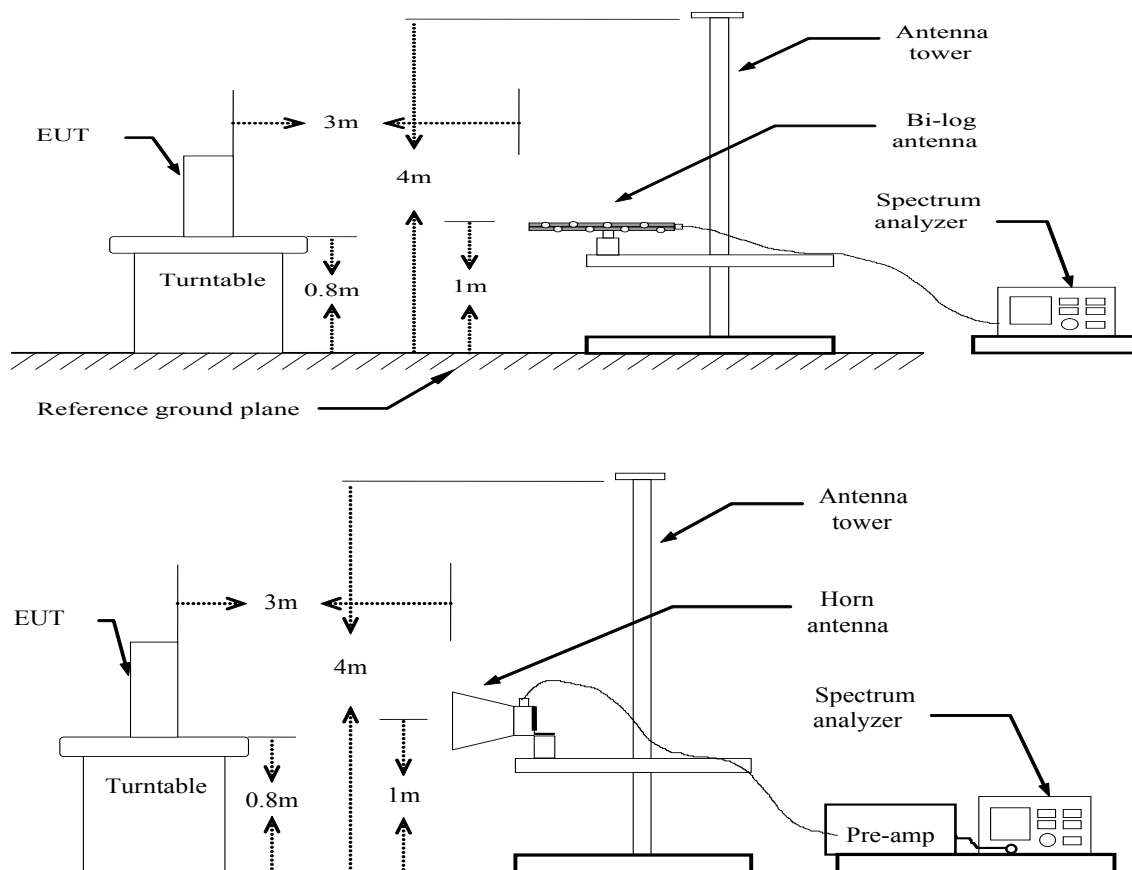 Antenna
tower
EUT
3m
Bi-log
antenna
4m
Spectrum
analyzer
Turntable
0.8m
1m
Reference ground plane
Antenna
tower
3m
Horn
antenna
EUT
4m
Spectrum
analyzer
Turntable
0.8m
1m
Pre-amp